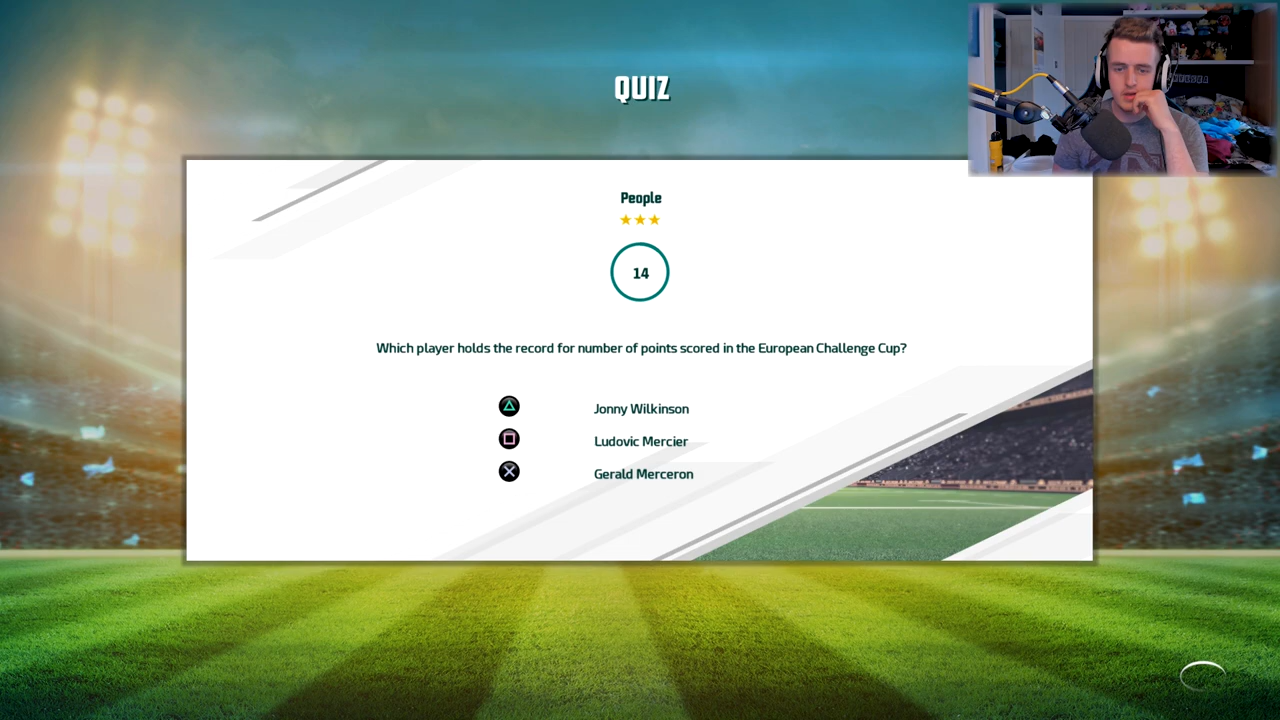 QUIZ
People
14
Which player holds the record for number of points scored in the European Challenge Cup?
Jonny Wilkinson
Ludovic Mercier
Gerald Merceron